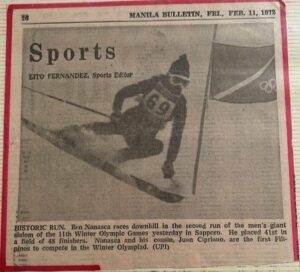 26
MANILA BULLETIN, FRI., FEB. 11, 1972
Sports
LITO FERNANDEZ, Sports Editor
69
HISTORIC RUN. Ben Nanasca races downhill in the second run of the men's giant
slalom of the 11th Winter Olympic Games yesterday in Sapporo. He placed 41st in
a field of 48 finishers. Nanasca and his cousin, Juan Cipriano, are the first Fili-
pinos to compete in the Winter Olympiad. (UPI)